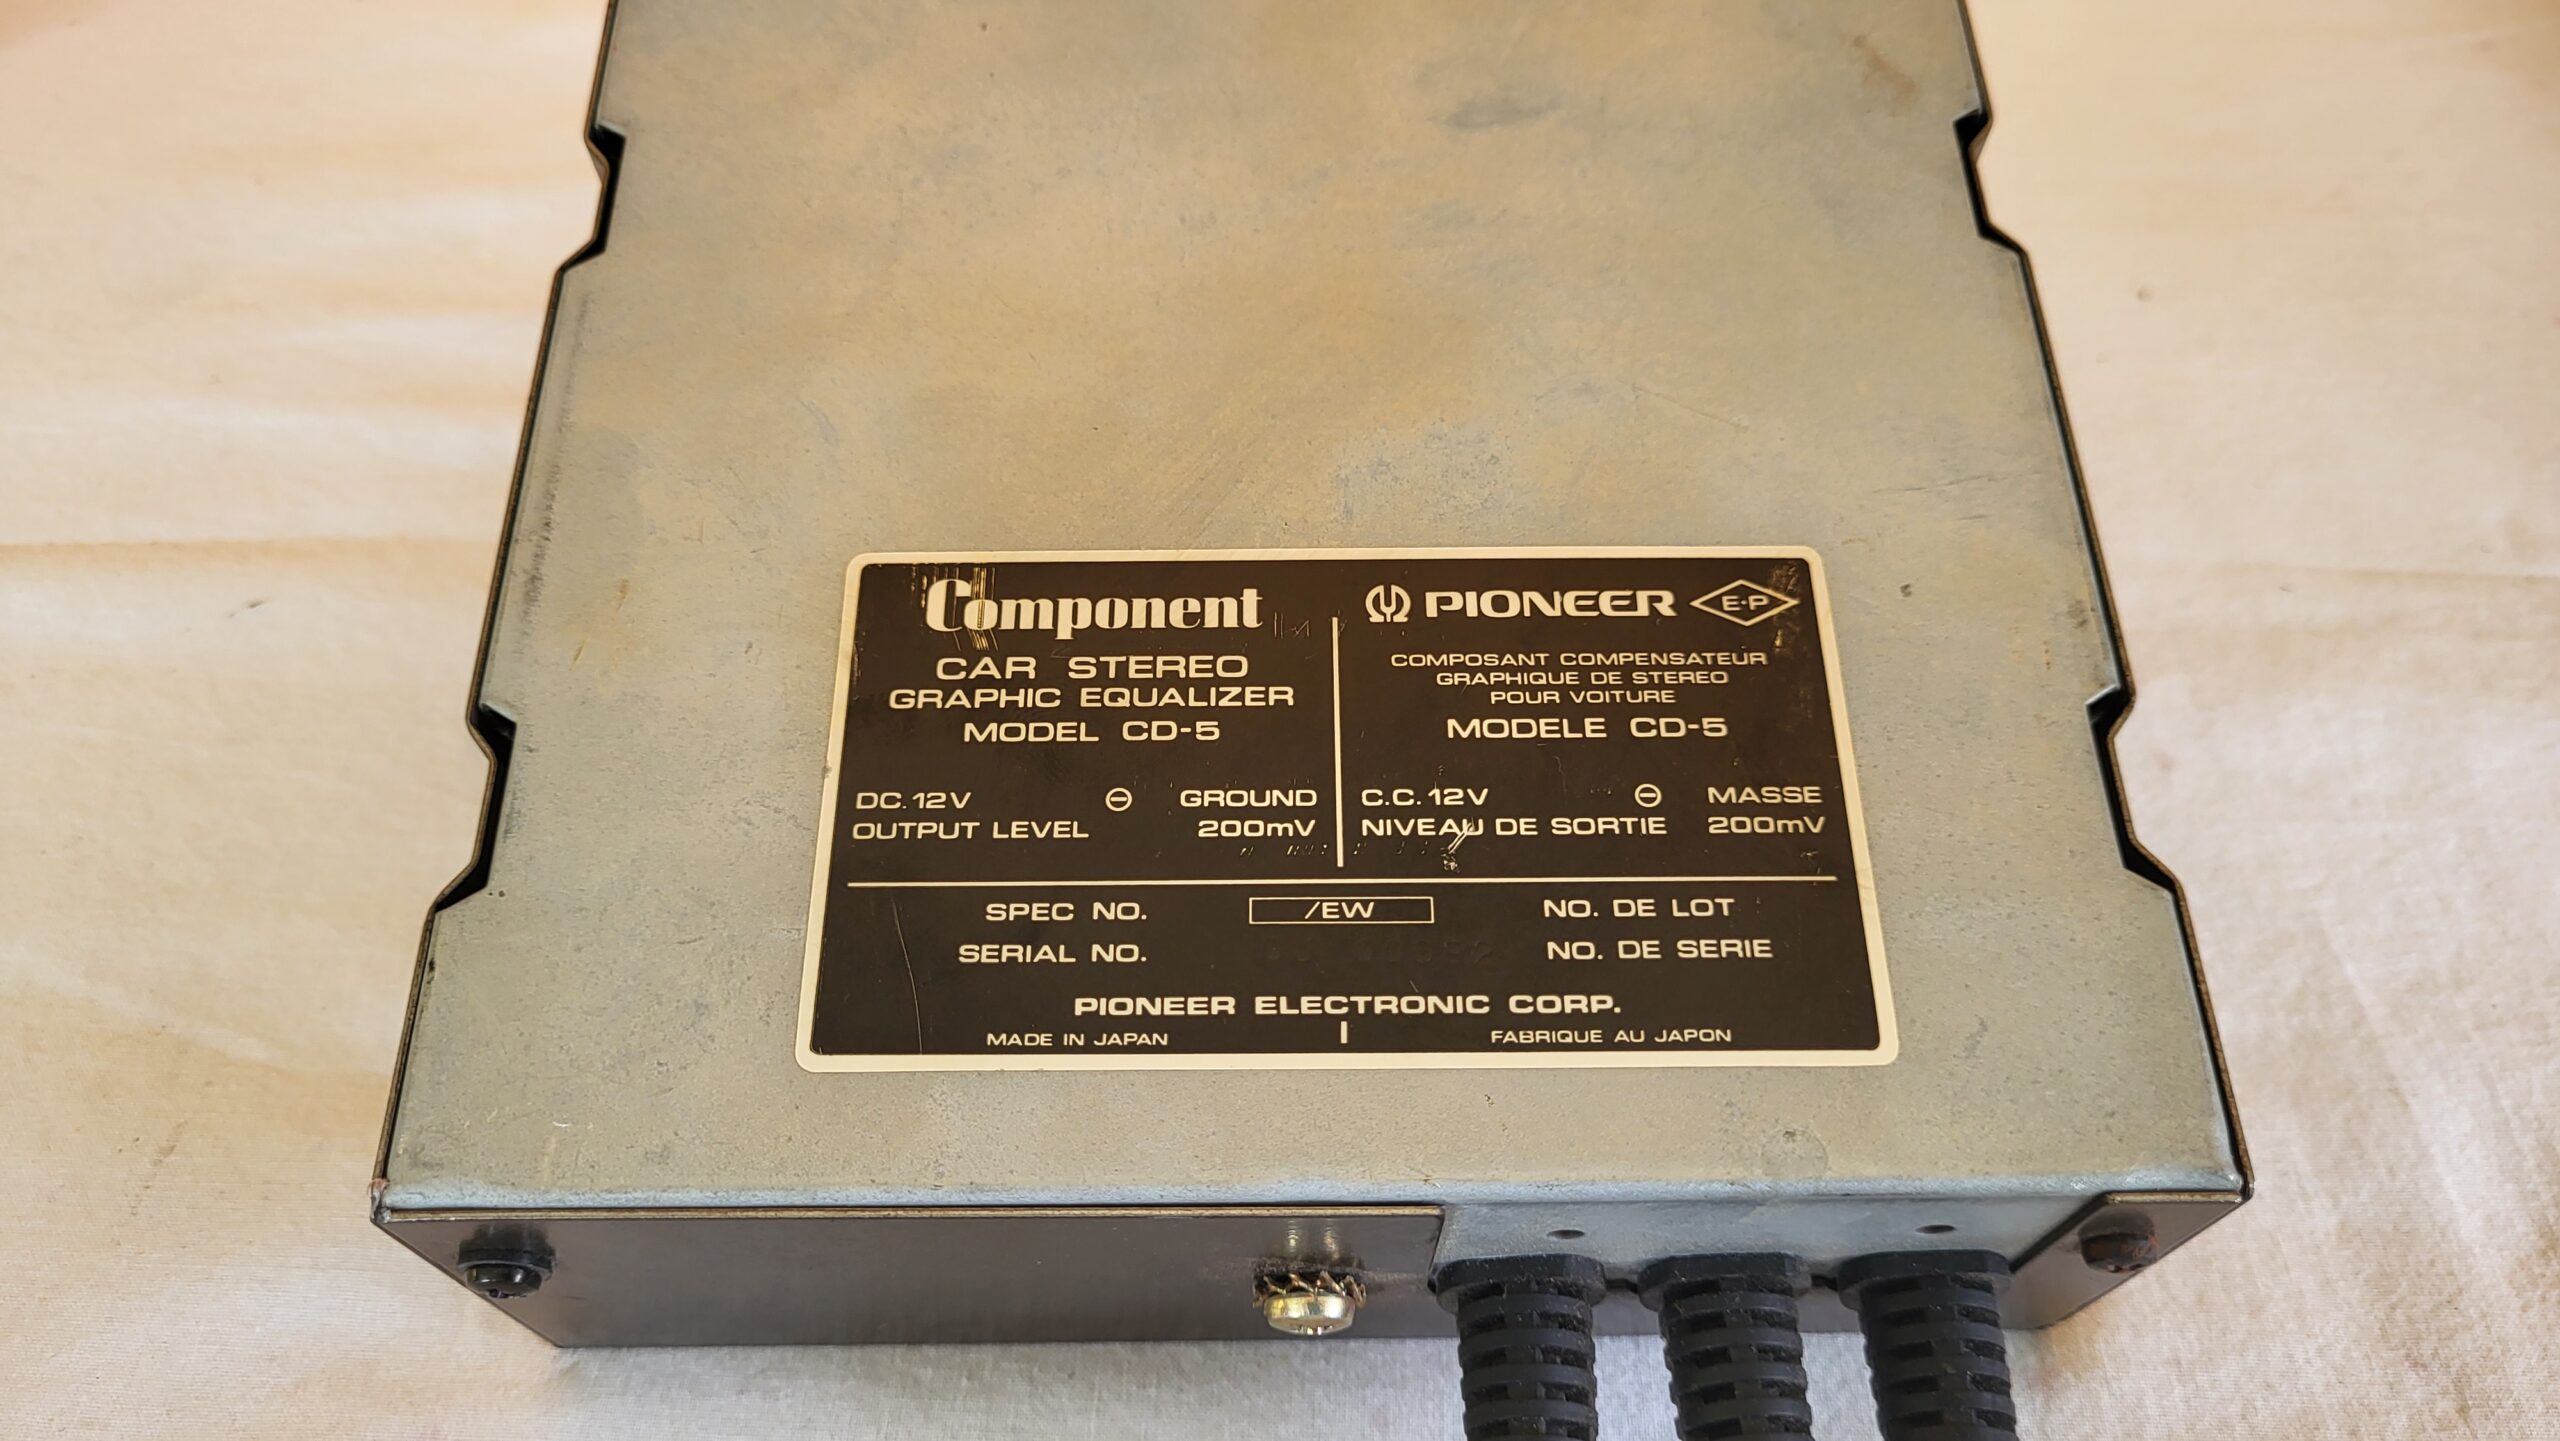 Component
CAR STEREO
GRAPHIC EQUALIZER
MODEL CD-5
DC.12V ⊖ GROUND
OUTPUT LEVEL 200mV
PIONEER E·P
COMPOSANT COMPENSATEUR
GRAPHIQUE DE STEREO
POUR VOITURE
MODELE CD-5
C.C.12V ⊖ MASSE
NIVEAU DE SORTIE 200mV
SPEC NO. /EW NO. DE LOT
SERIAL NO. NO. DE SERIE
PIONEER ELECTRONIC CORP.
MADE IN JAPAN FABRIQUE AU JAPON